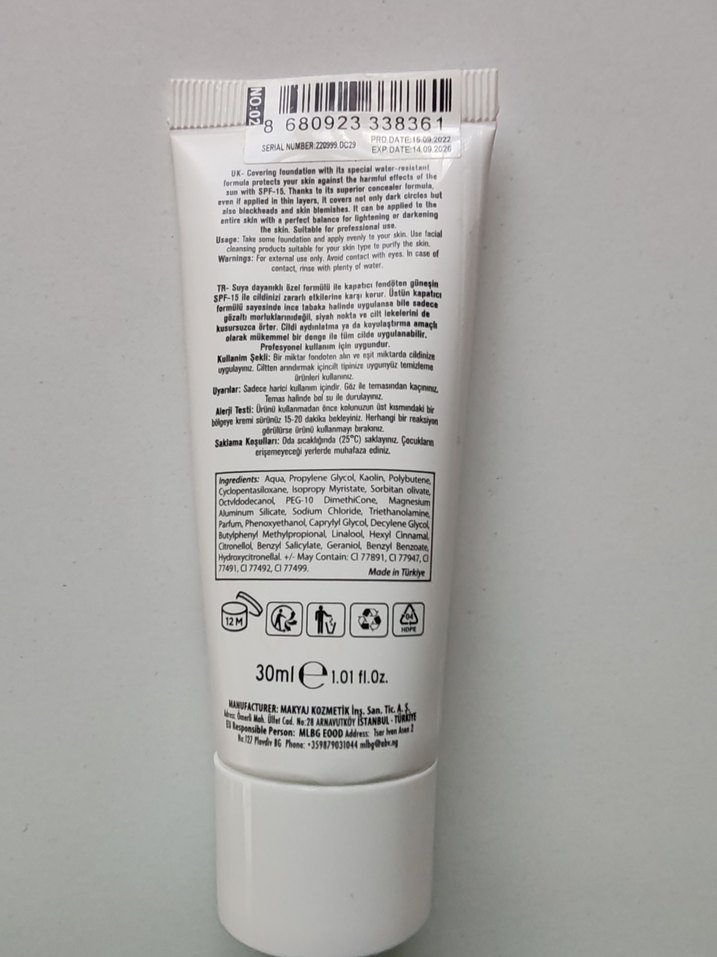 NO:02
8 680923 338361
SERIAL NUMBER:220999.DC29
PRO.DATE:15.09.2022
EXP.DATE:14.09.2026
UK- Covering foundation with its special water-resistant
formula protects your skin against the harmful effects of the
sun with SPF-15. Thanks to its superior concealer formula,
even if applied in thin layers, it covers not only dark circles but
also blackheads and skin blemishes. It can be applied to the
entire skin with a perfect balance for lightening or darkening
the skin. Suitable for professional use.
Usage: Take some foundation and apply evenly to your skin. Use facial
cleansing products suitable for your skin type to purify the skin.
Warnings: For external use only. Avoid contact with eyes. In case of
contact, rinse with plenty of water.
TR- Suya dayanıklı özel formülü ile kapatıcı fondöten güneşin
SPF-15 ile cildinizi zararlı etkilerine karşı korur. Üstün kapatıcı
formülü sayesinde ince tabaka halinde uygulansa bile sadece
gözaltı morluklarınıdeğil, siyah nokta ve cilt lekelerini de
kusursuzca örter. Cildi aydınlatma ya da koyulaştırma amaçlı
olarak mükemmel bir denge ile tüm cilde uygulanabilir.
Profesyonel kullanım için uygundur.
Kullanim Şekli: Bir miktar fondoten alın ve eşit miktarda cildinize
uygulayınız. Ciltten arındırmak içincilt tipinize uygunyüz temizleme
ürünleri kullanınız.
Uyarılar: Sadece harici kullanım içindir. Göz ile temasından kaçınınız.
Temas halinde bol su ile durulayınız.
Alerji Testi: Ürünü kullanmadan önce kolunuzun üst kısmındaki bir
bölgeye kremi sürünüz 15-20 dakika bekleyiniz. Herhangi bir reaksiyon
görülürse ürünü kullanmayı bırakınız.
Saklama Koşulları: Oda sıcaklığında (25°C) saklayınız. Çocukların
erişemeyeceği yerlerde muhafaza ediniz.
Ingredients: Aqua, Propylene Glycol, Kaolin, Polybutene,
Cyclopentasiloxane, Isopropy Myristate, Sorbitan olivate,
Octvldodecanol, PEG-10 DimethiCone, Magnesium
Aluminum Silicate, Sodium Chloride, Triethanolamine,
Parfum, Phenoxyethanol, Caprylyl Glycol, Decylene Glycol,
Butylphenyl Methylpropional, Linalool, Hexyl Cinnamal,
Citronellol, Benzyl Salicylate, Geraniol, Benzyl Benzoate,
Hydroxycitronellal. +/- May Contain: CI 77891, CI 77947, CI
77491, CI 77492, CI 77499.
Made in Türkiye
12 M
04
HDPE
30ml e 1.01 fl.Oz.
MANUFACTURER: MAKYAJ KOZMETİK İnş. San. Tic. A. Ş.
Adres: Ömerli Mah. Ülfet Cad. No:28 ARNAVUTKÖY İSTANBUL - TÜRKİYE
EU Responsible Person: MLBG EOOD Address: Tsar Ivan Asen 2
No.127 Plovdiv BG Phone: +359879031044